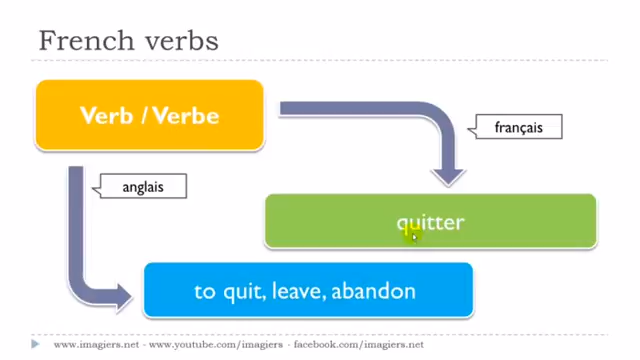 French verbs
Verb / Verbe
français
anglais
quitter
to quit, leave, abandon
www.imagiers.net - www.youtube.com/imagiers - facebook.com/imagiers.net